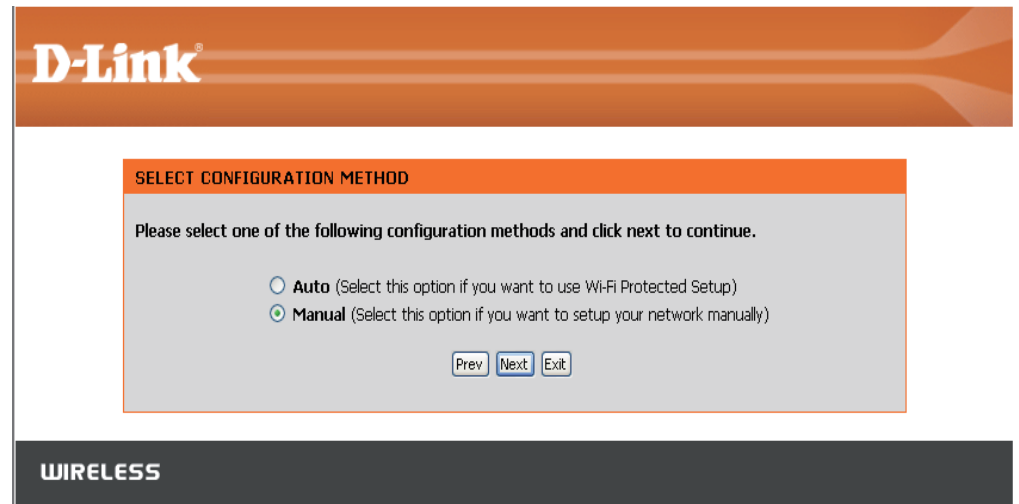 D-Link®
SELECT CONFIGURATION METHOD
Please select one of the following configuration methods and click next to continue.
Auto (Select this option if you want to use Wi-Fi Protected Setup)
Manual (Select this option if you want to setup your network manually)
Prev Next Exit
WIRELESS